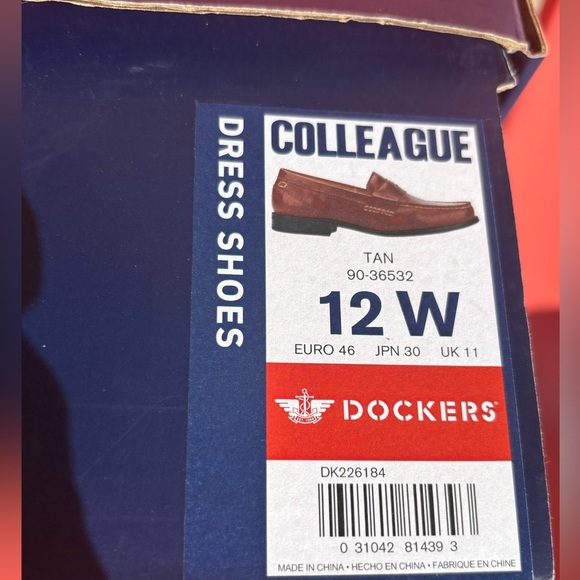 DRESS SHOES
COLLEAGUE
TAN
90-36532
12 W
EURO 46 JPN 30 UK 11
DOCKERS
DK226184
0 31042 81439 3
MADE IN CHINA • HECHO EN CHINA • FABRIQUE EN CHINE